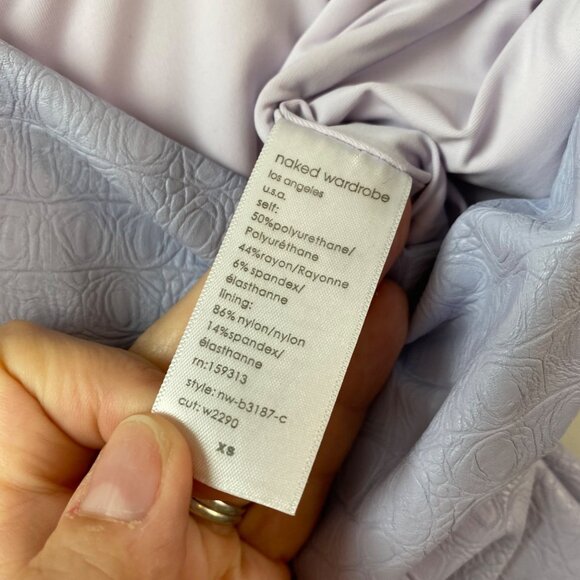 naked wardrobe
los angeles
u.s.a.
self:
50%polyurethane/
Polyuréthane
44%rayon/Rayonne
6%spandex/
élasthanne
lining:
86%nylon/nylon
14%spandex/
élasthanne
rn:159313
style: nw-b3187-c
cut: w2290
xs